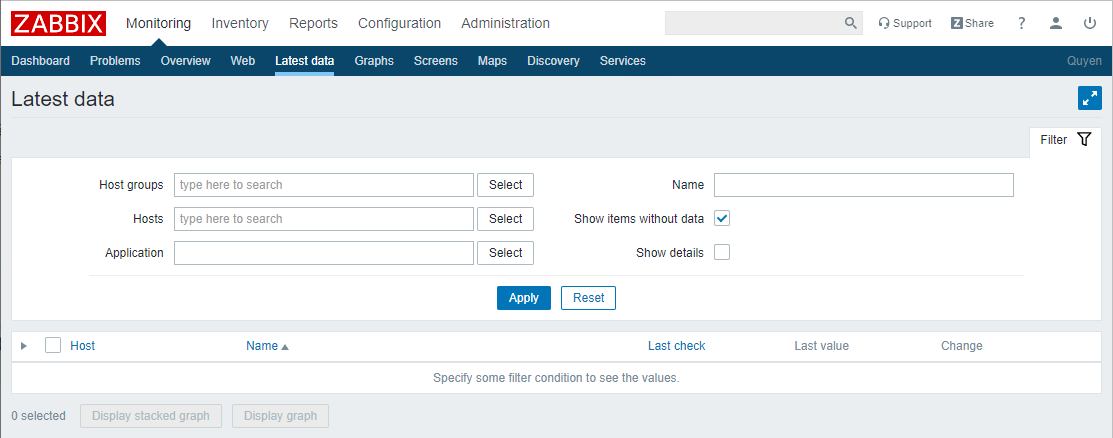 ZABBIX Monitoring Inventory Reports Configuration Administration Support Z Share ?
Dashboard Problems Overview Web Latest data Graphs Screens Maps Discovery Services Quyen
Latest data
Filter
Host groups type here to search Select Name
Hosts type here to search Select Show items without data
Application Select Show details
Apply Reset
Host Name Last check Last value Change
Specify some filter condition to see the values.
0 selected Display stacked graph Display graph